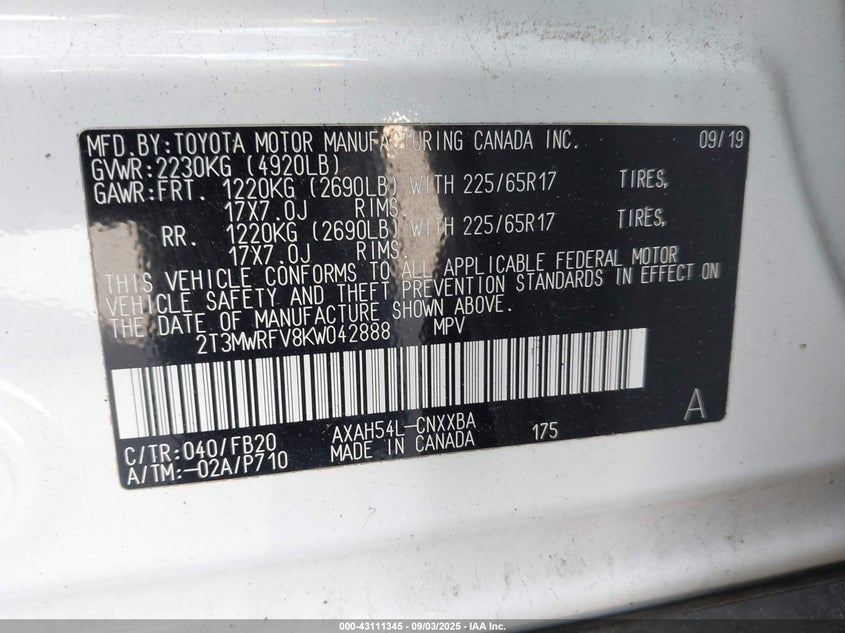 MFD.BY:TOYOTA MOTOR MANUFACTURING CANADA INC. 09/19
GVWR:2230KG (4920LB)
GAWR:FRT. 1220KG (2690LB) WITH 225/65R17 TIRES,
17X7.0J RIMS.
RR. 1220KG (2690LB) WITH 225/65R17 TIRES,
17X7.0J RIMS.
THIS VEHICLE CONFORMS TO ALL APPLICABLE FEDERAL MOTOR
VEHICLE SAFETY AND THEFT PREVENTION STANDARDS IN EFFECT ON
THE DATE OF MANUFACTURE SHOWN ABOVE.
2T3MWRFV8KW042888 MPV
A
C/TR:040/FB20 AXAH54L-CNXXBA 175
A/TM:-02A/P710 MADE IN CANADA
000-43111345 | 09/03/2025 | IAA Inc.